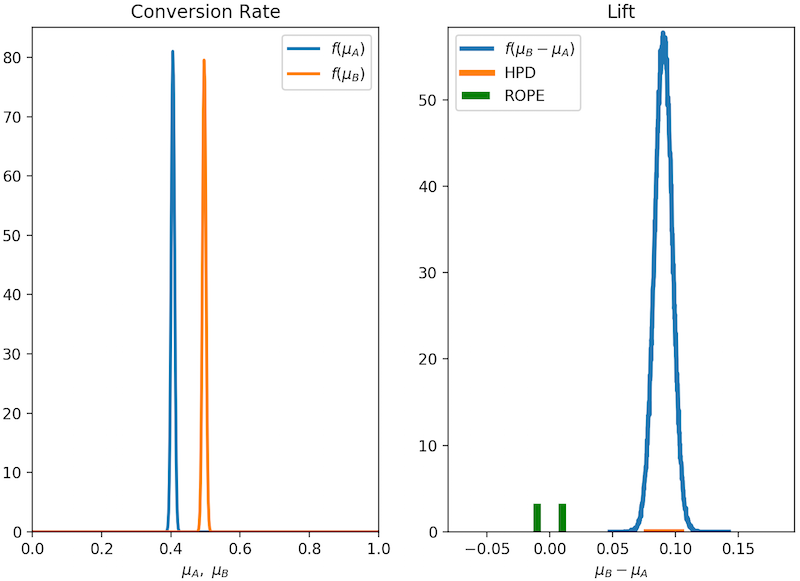 Conversion Rate
f(μA)
f(μB)
80
70
60
50
40
30
20
10
0
0.0 0.2 0.4 0.6 0.8 1.0
μA, μB
Lift
f(μB − μA)
HPD
ROPE
50
40
30
20
10
0
−0.05 0.00 0.05 0.10 0.15
μB − μA